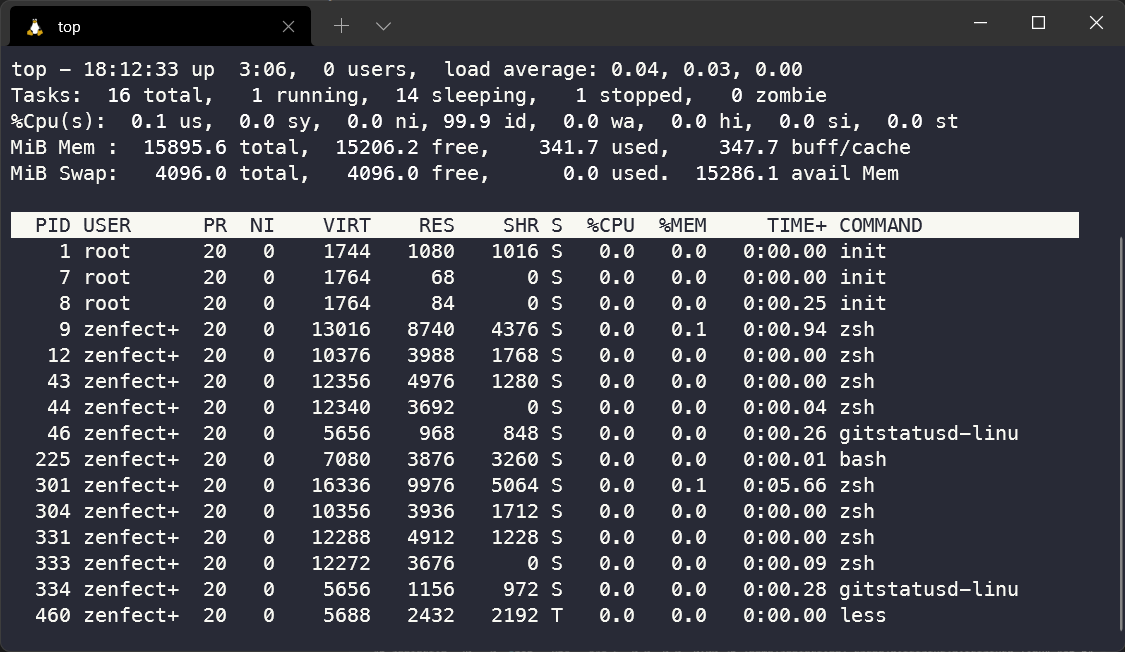 top
top - 18:12:33 up  3:06,  0 users,  load average: 0.04, 0.03, 0.00
Tasks:  16 total,   1 running,  14 sleeping,   1 stopped,   0 zombie
%Cpu(s):  0.1 us,  0.0 sy,  0.0 ni, 99.9 id,  0.0 wa,  0.0 hi,  0.0 si,  0.0 st
MiB Mem :  15895.6 total,  15206.2 free,    341.7 used,    347.7 buff/cache
MiB Swap:   4096.0 total,   4096.0 free,      0.0 used.  15286.1 avail Mem
  PID USER      PR  NI    VIRT    RES    SHR S  %CPU  %MEM     TIME+ COMMAND
    1 root      20   0    1744   1080   1016 S   0.0   0.0   0:00.00 init
    7 root      20   0    1764     68      0 S   0.0   0.0   0:00.00 init
    8 root      20   0    1764     84      0 S   0.0   0.0   0:00.25 init
    9 zenfect+  20   0   13016   8740   4376 S   0.0   0.1   0:00.94 zsh
   12 zenfect+  20   0   10376   3988   1768 S   0.0   0.0   0:00.00 zsh
   43 zenfect+  20   0   12356   4976   1280 S   0.0   0.0   0:00.00 zsh
   44 zenfect+  20   0   12340   3692      0 S   0.0   0.0   0:00.04 zsh
   46 zenfect+  20   0    5656    968    848 S   0.0   0.0   0:00.26 gitstatusd-linu
  225 zenfect+  20   0    7080   3876   3260 S   0.0   0.0   0:00.01 bash
  301 zenfect+  20   0   16336   9976   5064 S   0.0   0.1   0:05.66 zsh
  304 zenfect+  20   0   10356   3936   1712 S   0.0   0.0   0:00.00 zsh
  331 zenfect+  20   0   12288   4912   1228 S   0.0   0.0   0:00.00 zsh
  333 zenfect+  20   0   12272   3676      0 S   0.0   0.0   0:00.09 zsh
  334 zenfect+  20   0    5656   1156    972 S   0.0   0.0   0:00.28 gitstatusd-linu
  460 zenfect+  20   0    5688   2432   2192 T   0.0   0.0   0:00.00 less